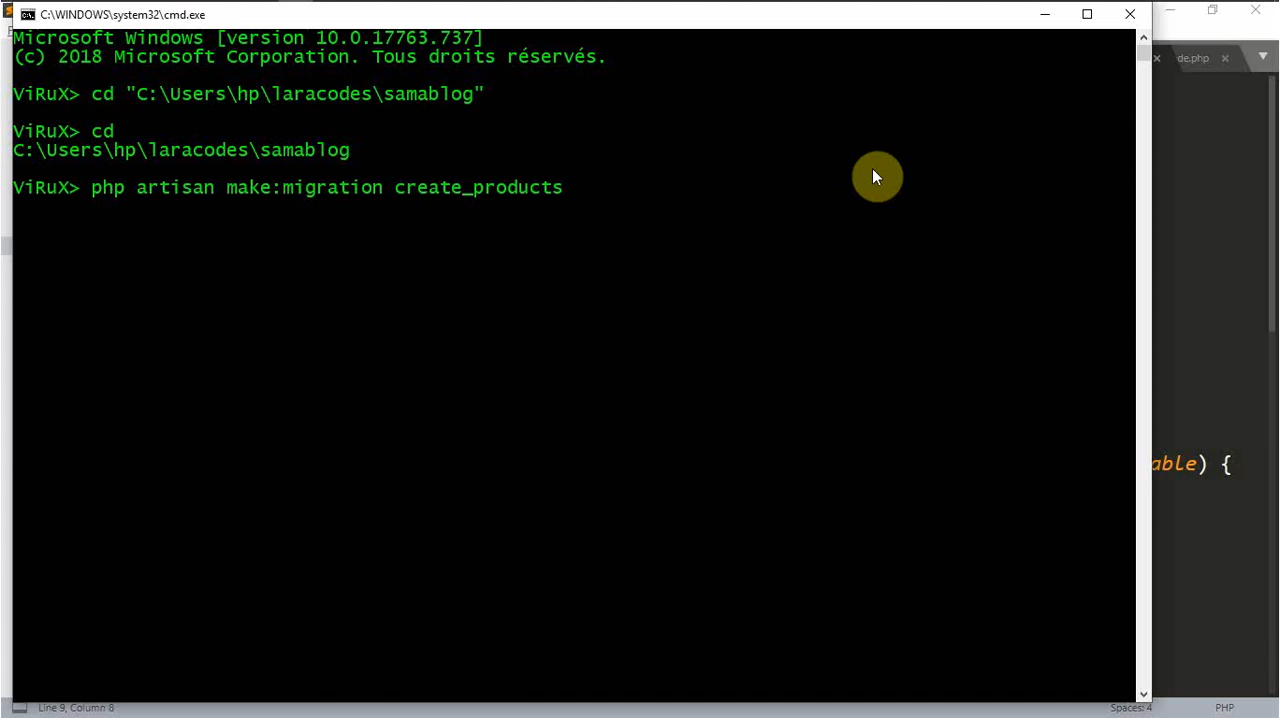 C:\WINDOWS\system32\cmd.exe
Microsoft Windows [version 10.0.17763.737]
(c) 2018 Microsoft Corporation. Tous droits réservés.
ViRuX> cd "C:\Users\hp\laracodes\samablog"
ViRuX> cd
C:\Users\hp\laracodes\samablog
ViRuX> php artisan make:migration create_products
de.php
able) {
Line 9, Column 8
Spaces: 4
PHP